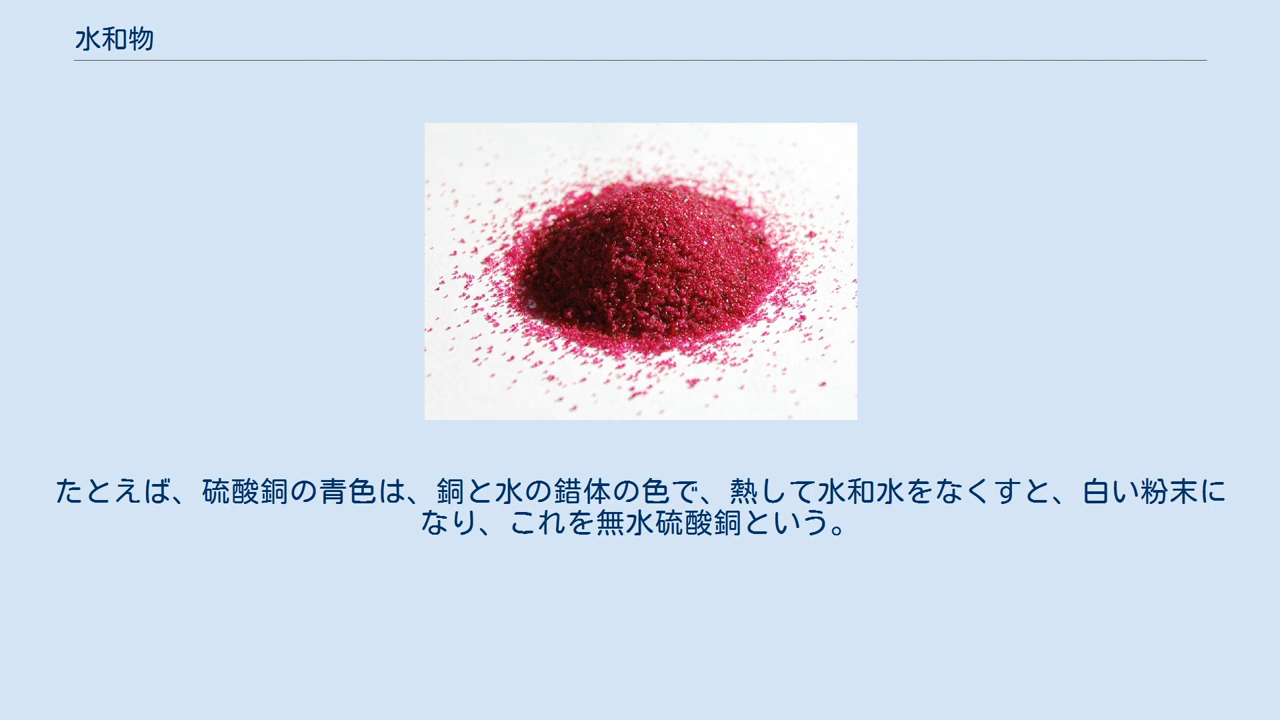 水和物
たとえば、硫酸銅の青色は、銅と水の錯体の色で、熱して水和水をなくすと、白い粉末に
なり、これを無水硫酸銅という。